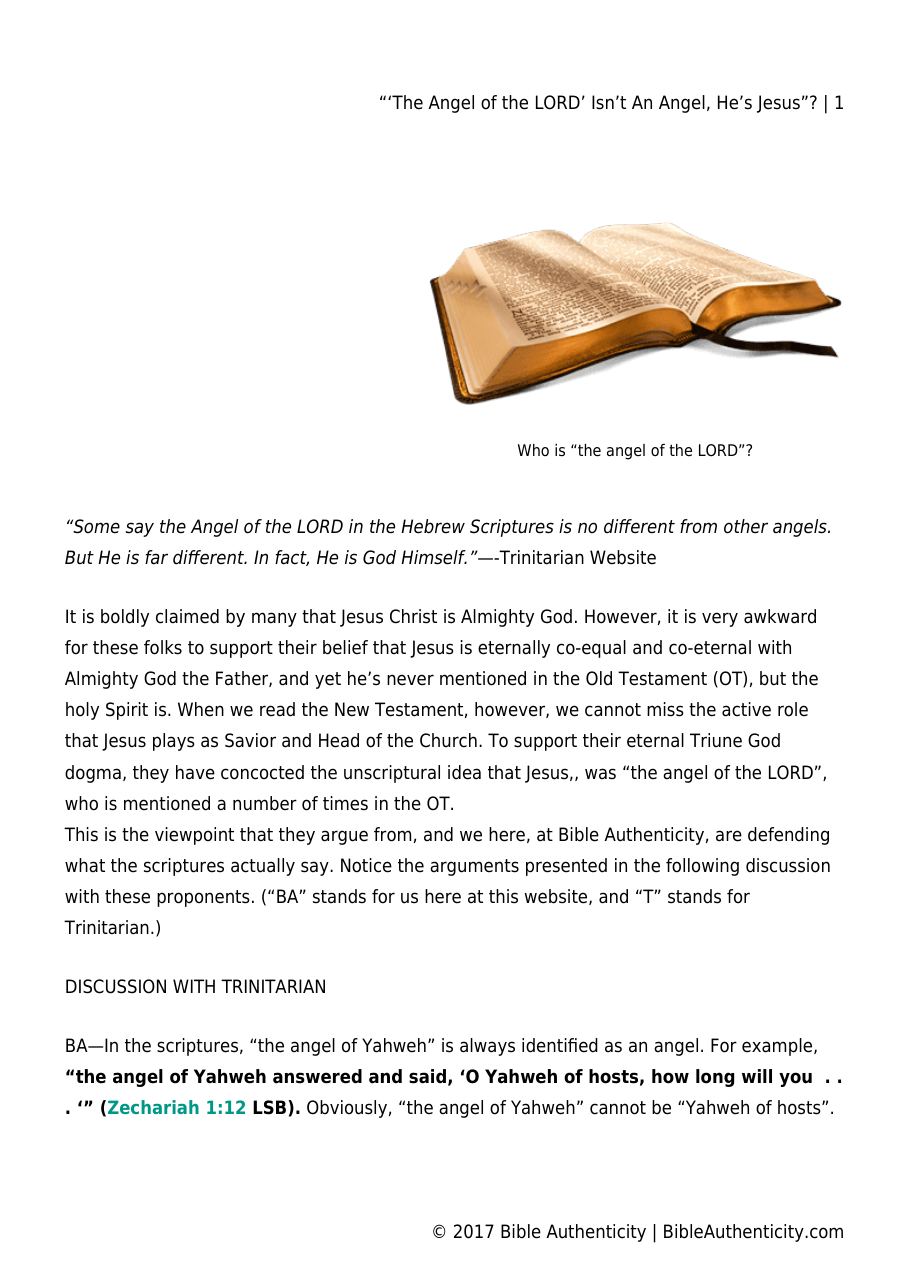 “‘The Angel of the LORD’ Isn’t An Angel, He’s Jesus”? | 1
Who is “the angel of the LORD”?
“Some say the Angel of the LORD in the Hebrew Scriptures is no different from other angels.
But He is far different. In fact, He is God Himself.”—-Trinitarian Website
It is boldly claimed by many that Jesus Christ is Almighty God. However, it is very awkward
for these folks to support their belief that Jesus is eternally co-equal and co-eternal with
Almighty God the Father, and yet he’s never mentioned in the Old Testament (OT), but the
holy Spirit is. When we read the New Testament, however, we cannot miss the active role
that Jesus plays as Savior and Head of the Church. To support their eternal Triune God
dogma, they have concocted the unscriptural idea that Jesus,, was “the angel of the LORD”,
who is mentioned a number of times in the OT.
This is the viewpoint that they argue from, and we here, at Bible Authenticity, are defending
what the scriptures actually say. Notice the arguments presented in the following discussion
with these proponents. (“BA” stands for us here at this website, and “T” stands for
Trinitarian.)
DISCUSSION WITH TRINITARIAN
BA—In the scriptures, “the angel of Yahweh” is always identified as an angel. For example,
“the angel of Yahweh answered and said, ‘O Yahweh of hosts, how long will you  . .
. ‘” (Zechariah 1:12 LSB). Obviously, “the angel of Yahweh” cannot be “Yahweh of hosts”.
© 2017 Bible Authenticity | BibleAuthenticity.com